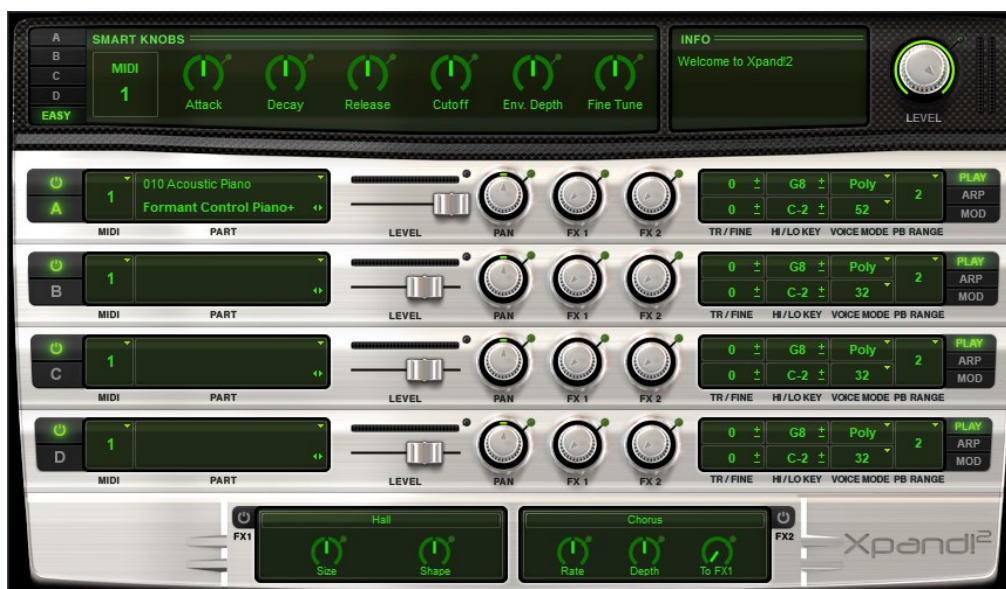 A
B
C
D
EASY
SMART KNOBS
MIDI
1
Attack
Decay
Release
Cutoff
Env. Depth
Fine Tune
INFO
Welcome to Xpand!2
LEVEL
A
1
010 Acoustic Piano
Formant Control Piano+
0 ± G8 ± Poly
0 ± C-2 ± 52
2
PLAY
ARP
MOD
MIDI PART LEVEL PAN FX 1 FX 2 TR / FINE HI / LO KEY VOICE MODE PB RANGE
B
1
0 ± G8 ± Poly
0 ± C-2 ± 32
2
PLAY
ARP
MOD
MIDI PART LEVEL PAN FX 1 FX 2 TR / FINE HI / LO KEY VOICE MODE PB RANGE
C
1
0 ± G8 ± Poly
0 ± C-2 ± 32
2
PLAY
ARP
MOD
MIDI PART LEVEL PAN FX 1 FX 2 TR / FINE HI / LO KEY VOICE MODE PB RANGE
D
1
0 ± G8 ± Poly
0 ± C-2 ± 32
2
PLAY
ARP
MOD
MIDI PART LEVEL PAN FX 1 FX 2 TR / FINE HI / LO KEY VOICE MODE PB RANGE
FX1
Hall
Size
Shape
Chorus
Rate
Depth
To FX1
FX2
Xpand!2